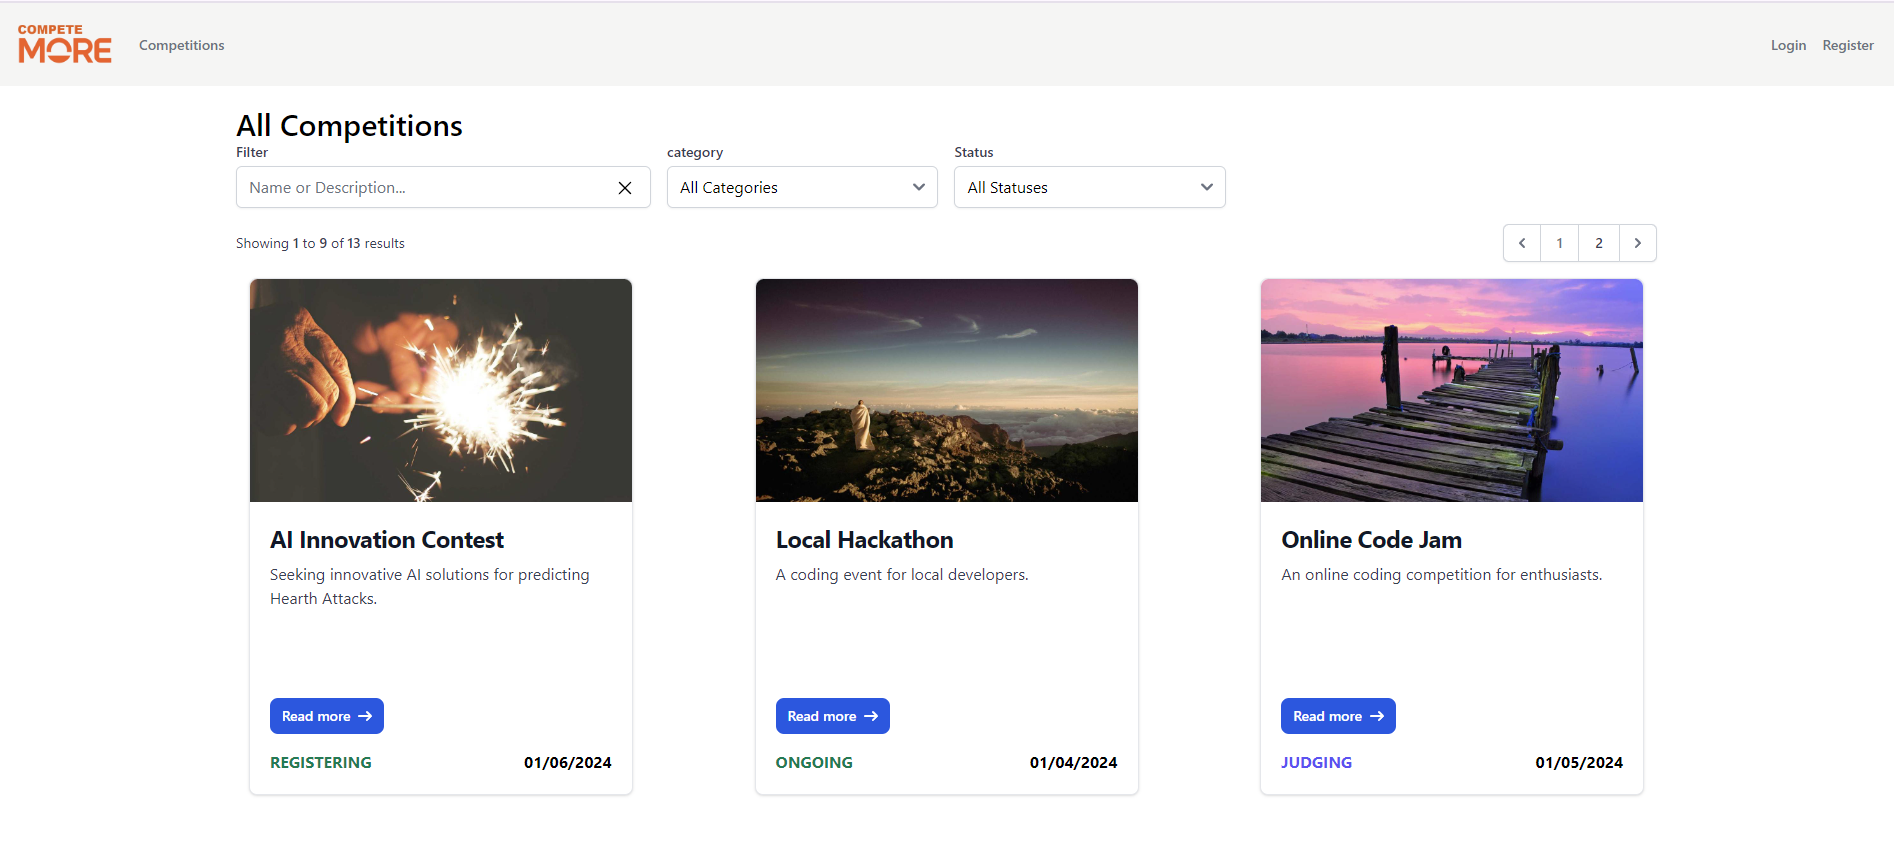 COMPETE
MORE
Competitions
Login
Register
All Competitions
Filter
category
Status
Name or Description...
All Categories
All Statuses
Showing 1 to 9 of 13 results
1
2
AI Innovation Contest
Seeking innovative AI solutions for predicting
Hearth Attacks.
Read more
REGISTERING
01/06/2024
Local Hackathon
A coding event for local developers.
Read more
ONGOING
01/04/2024
Online Code Jam
An online coding competition for enthusiasts.
Read more
JUDGING
01/05/2024